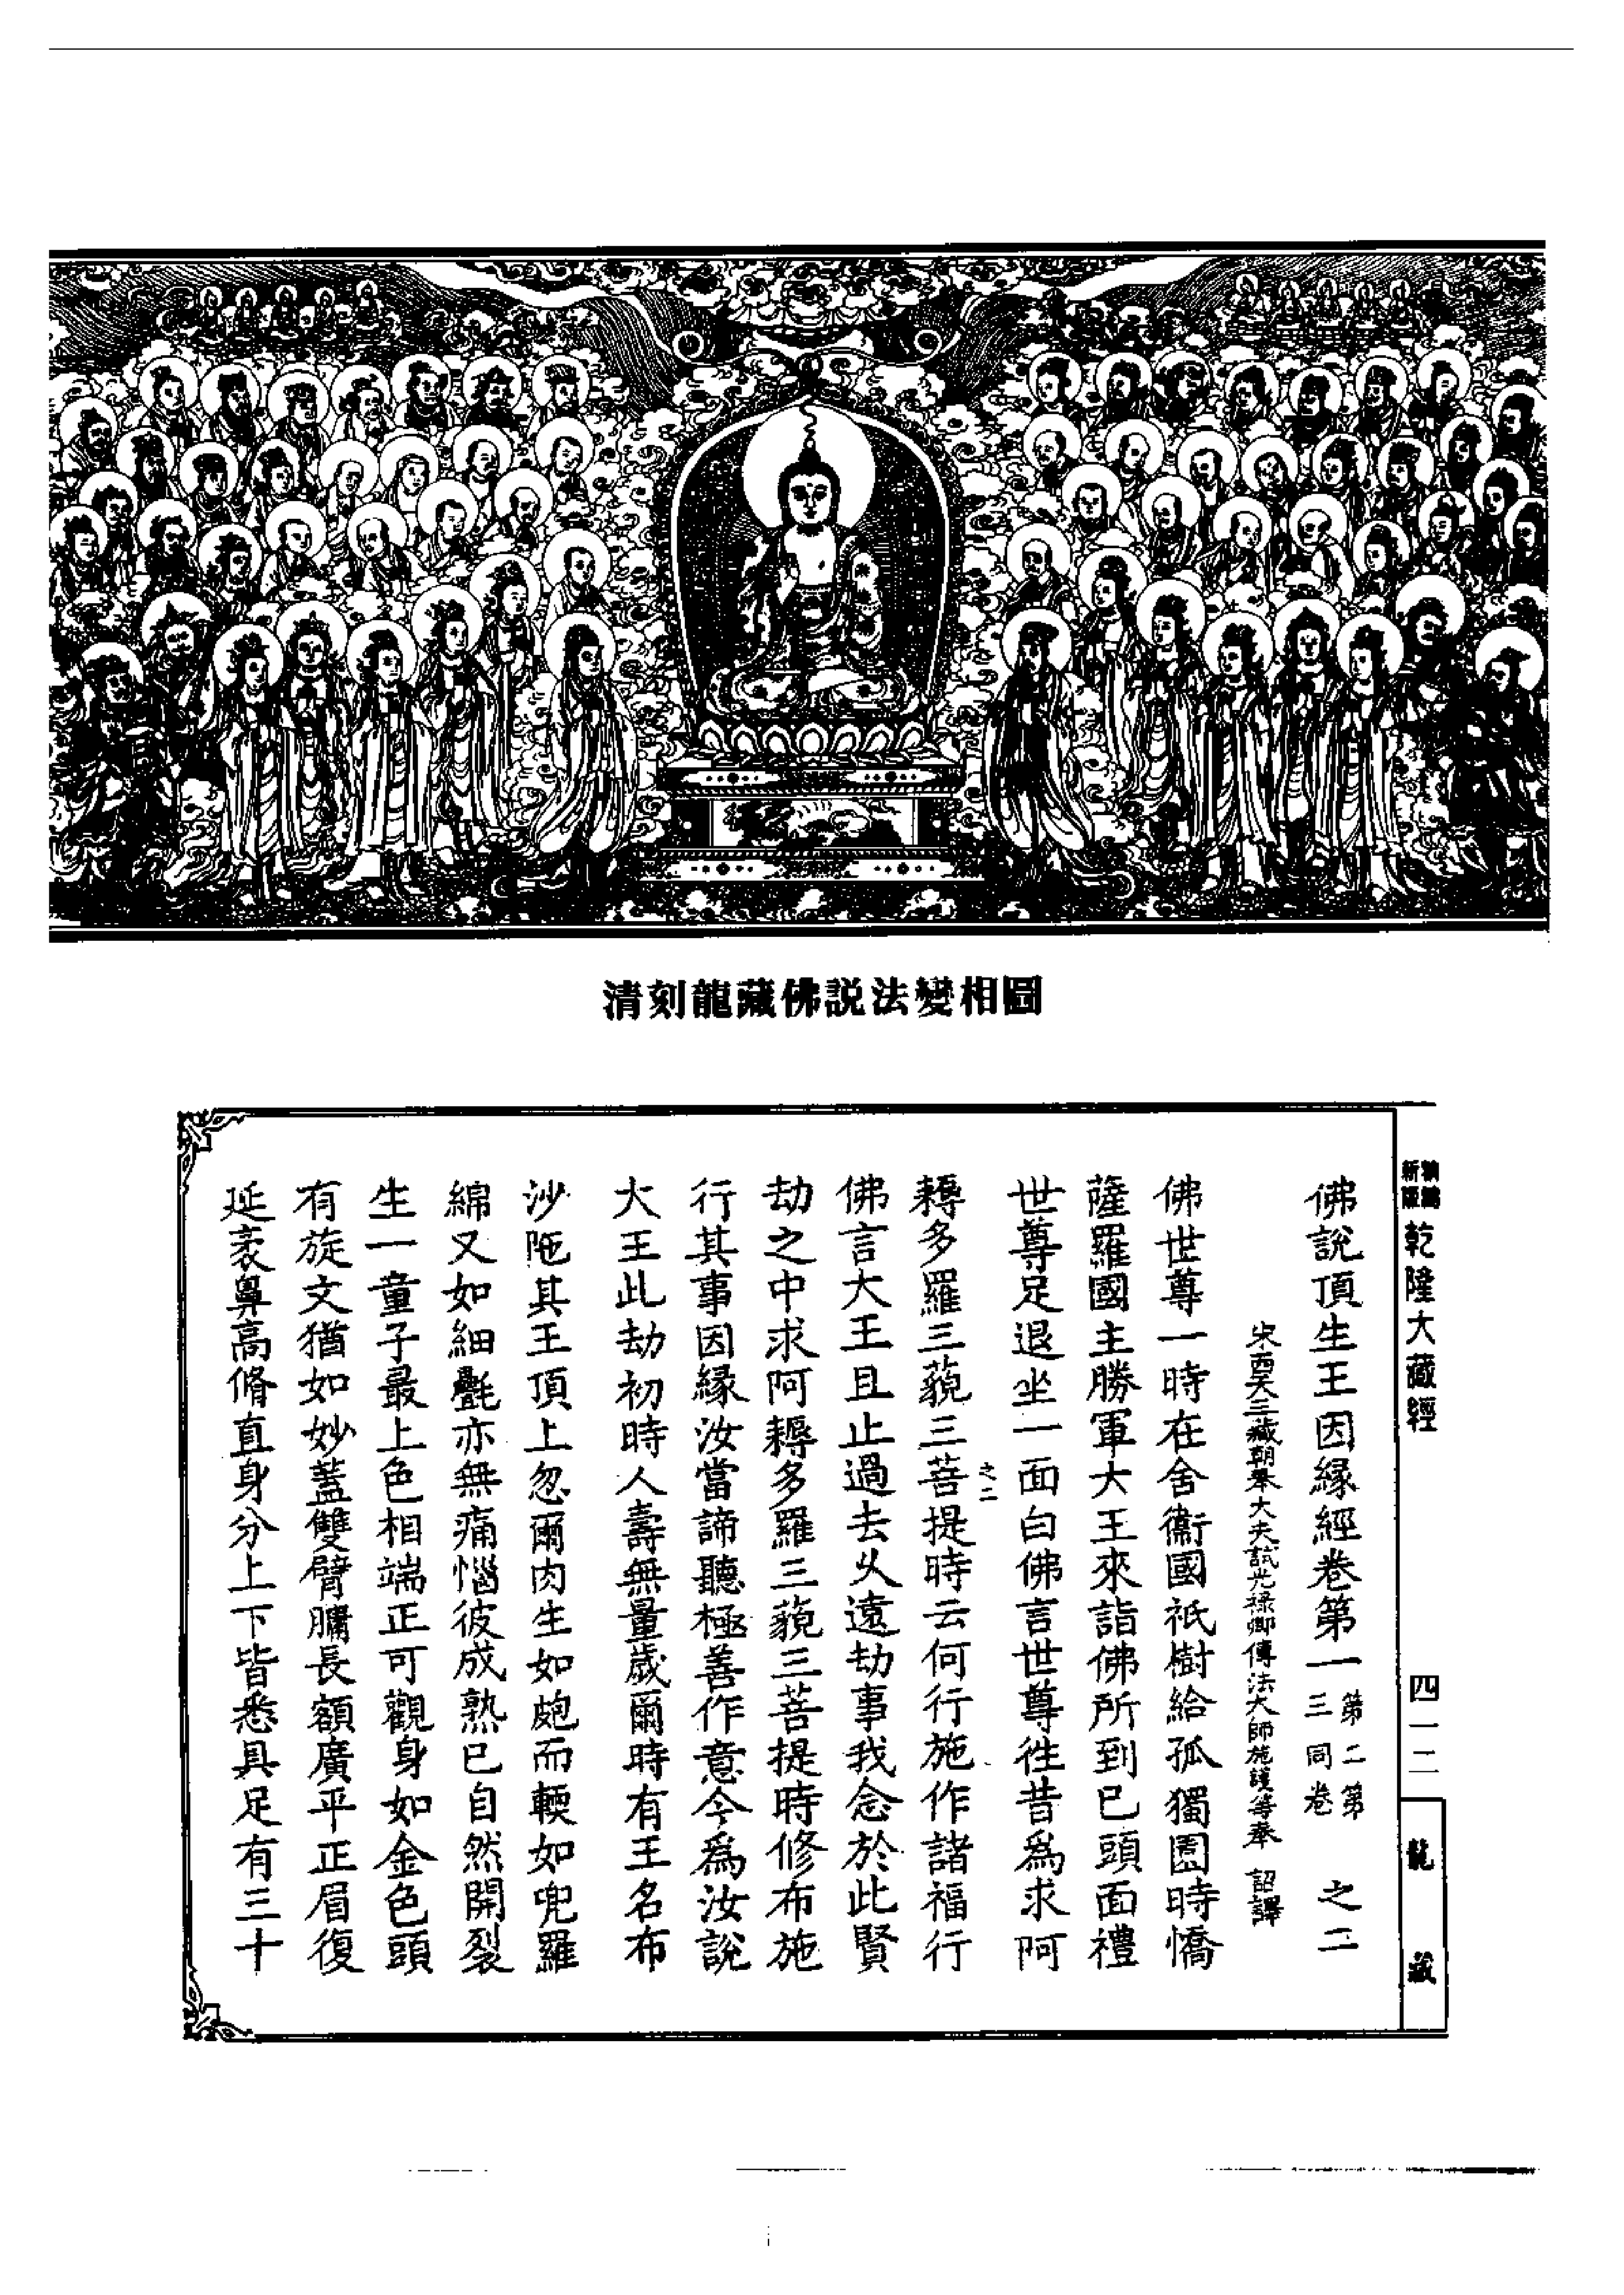 清刻龍藏佛説法變相圖
乾隆大藏經
四一二
龍藏
佛說頂生王因緣經卷第一 第二第三同卷 之二
宋西天三藏朝奉大夫試光祿卿傳法大師施護等奉 詔譯
佛世尊一時在舍衞國祇樹給孤獨園時憍
薩羅國主勝軍大王來詣佛所到已頭面禮
世尊足退坐一面白佛言世尊徃昔爲求阿
之二
耨多羅三藐三菩提時云何行施作諸福行
佛言大王且止過去久遠劫事我念於此賢
劫之中求阿耨多羅三藐三菩提時修布施
行其事因緣汝當諦聽極善作意今爲汝說
大王此劫初時人壽無量歲爾時有王名布
沙陁其王頂上忽爾肉生如皰而輭如兜羅
綿又如細㲲亦無痛惱彼成熟已自然開裂
生一童子最上色相端正可觀身如金色頭
有旋文猶如妙蓋雙臂𦟛長額廣平正眉復
延袤鼻高脩直身分上下皆悉具足有三十